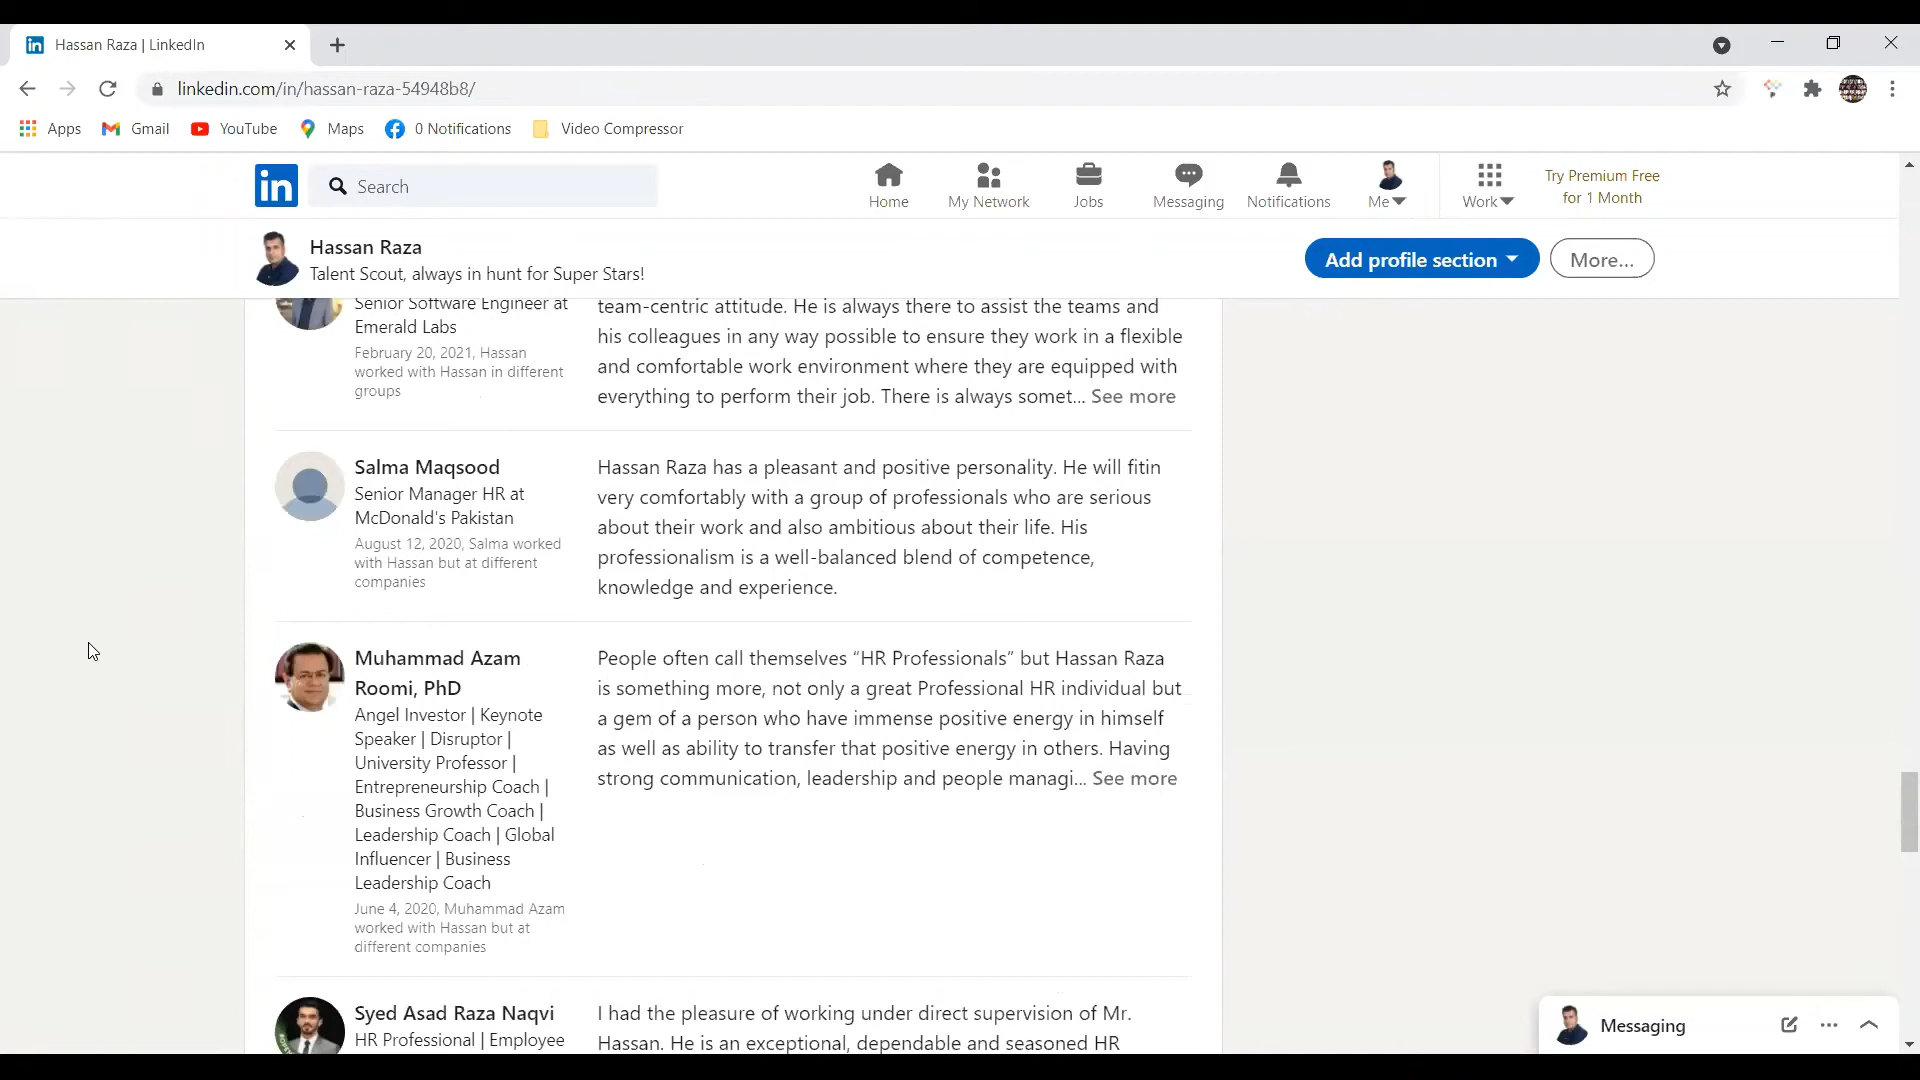 Hassan Raza | LinkedIn
linkedin.com/in/hassan-raza-54948b8/
Apps
Gmail
YouTube
Maps
0 Notifications
Video Compressor
in
Search
Home
My Network
Jobs
Messaging
Notifications
Me
Work
Try Premium Free
for 1 Month
Hassan Raza
Talent Scout, always in hunt for Super Stars!
Add profile section
More...
Senior Software Engineer at
Emerald Labs
February 20, 2021, Hassan
worked with Hassan in different
groups
team-centric attitude. He is always there to assist the teams and
his colleagues in any way possible to ensure they work in a flexible
and comfortable work environment where they are equipped with
everything to perform their job. There is always somet... See more
Salma Maqsood
Senior Manager HR at
McDonald's Pakistan
August 12, 2020, Salma worked
with Hassan but at different
companies
Hassan Raza has a pleasant and positive personality. He will fitin
very comfortably with a group of professionals who are serious
about their work and also ambitious about their life. His
professionalism is a well-balanced blend of competence,
knowledge and experience.
Muhammad Azam
Roomi, PhD
Angel Investor | Keynote
Speaker | Disruptor |
University Professor |
Entrepreneurship Coach |
Business Growth Coach |
Leadership Coach | Global
Influencer | Business
Leadership Coach
June 4, 2020, Muhammad Azam
worked with Hassan but at
different companies
People often call themselves “HR Professionals” but Hassan Raza
is something more, not only a great Professional HR individual but
a gem of a person who have immense positive energy in himself
as well as ability to transfer that positive energy in others. Having
strong communication, leadership and people managi... See more
Syed Asad Raza Naqvi
HR Professional | Employee
I had the pleasure of working under direct supervision of Mr.
Hassan. He is an exceptional, dependable and seasoned HR
Messaging